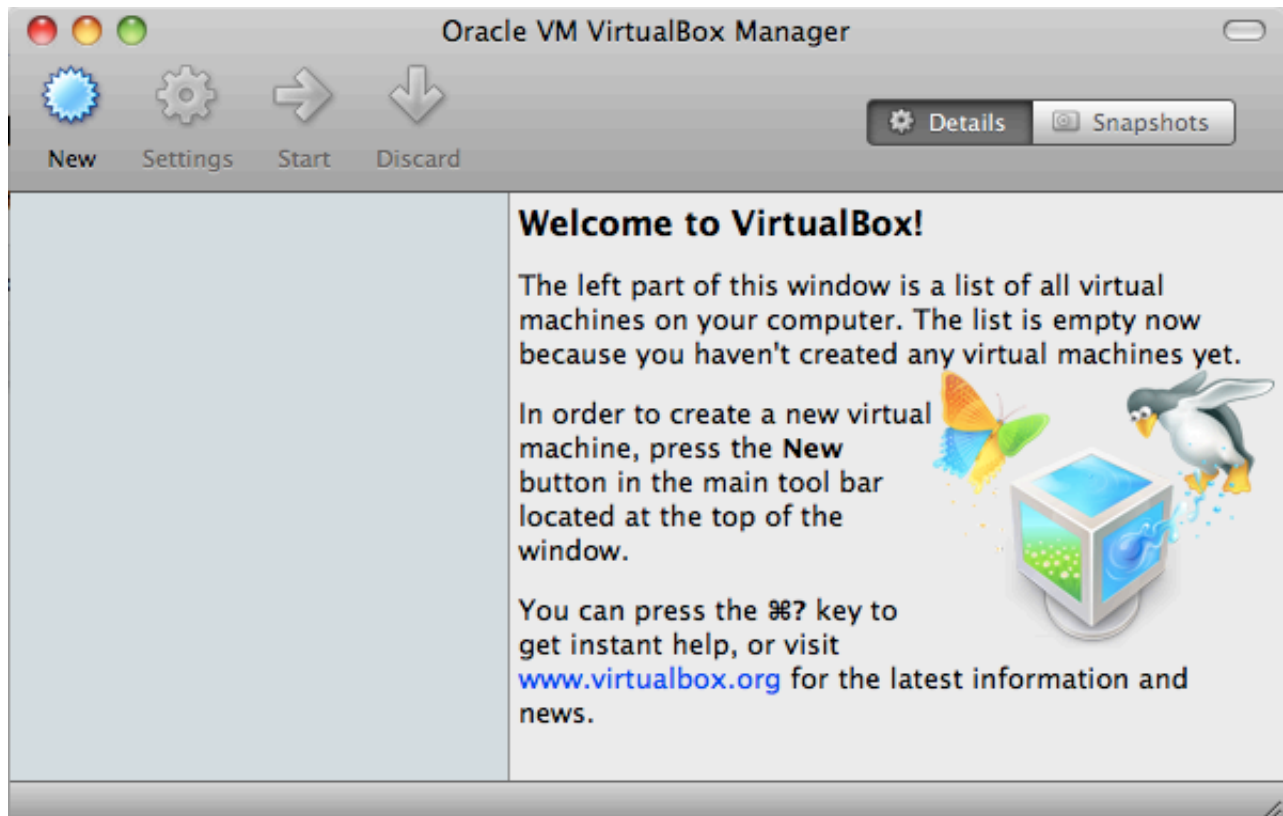 Oracle VM VirtualBox Manager
New Settings Start Discard
Details Snapshots
Welcome to VirtualBox!
The left part of this window is a list of all virtual
machines on your computer. The list is empty now
because you haven't created any virtual machines yet.
In order to create a new virtual
machine, press the New
button in the main tool bar
located at the top of the
window.
You can press the ⌘? key to
get instant help, or visit
www.virtualbox.org for the latest information and
news.